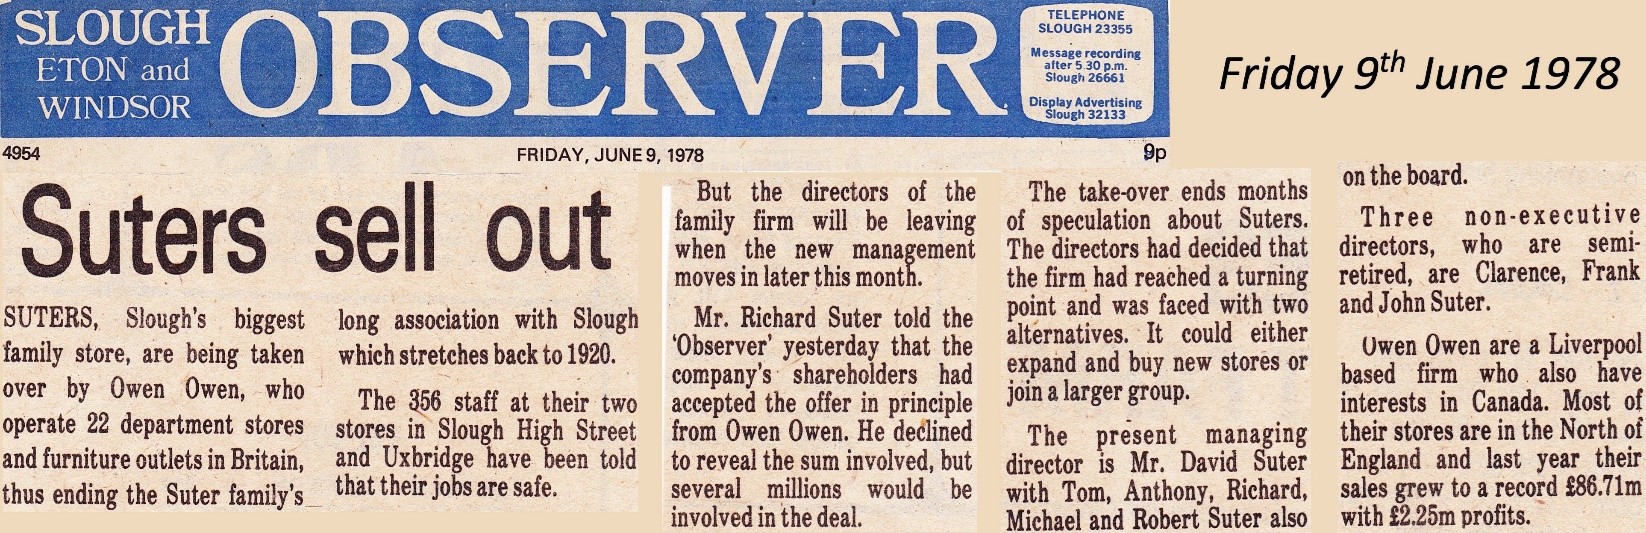 SLOUGH
ETON and
WINDSOR
OBSERVER
TELEPHONE
SLOUGH 23355
Message recording
after 5.30 p.m.
Slough 26661
Display Advertising
Slough 32133
Friday 9th June 1978
4954
FRIDAY, JUNE 9, 1978
9p
Suters sell out
SUTERS, Slough's biggest
family store, are being taken
over by Owen Owen, who
operate 22 department stores
and furniture outlets in Britain,
thus ending the Suter family's
long association with Slough
which stretches back to 1920.
The 356 staff at their two
stores in Slough High Street
and Uxbridge have been told
that their jobs are safe.
But the directors of the
family firm will be leaving
when the new management
moves in later this month.
Mr. Richard Suter told the
'Observer' yesterday that the
company's shareholders had
accepted the offer in principle
from Owen Owen. He declined
to reveal the sum involved, but
several millions would be
involved in the deal.
The take-over ends months
of speculation about Suters.
The directors had decided that
the firm had reached a turning
point and was faced with two
alternatives. It could either
expand and buy new stores or
join a larger group.
The present managing
director is Mr. David Suter
with Tom, Anthony, Richard,
Michael and Robert Suter also
on the board.
Three non-executive
directors, who are semi-
retired, are Clarence, Frank
and John Suter.
Owen Owen are a Liverpool
based firm who also have
interests in Canada. Most of
their stores are in the North of
England and last year their
sales grew to a record £86.71m
with £2.25m profits.